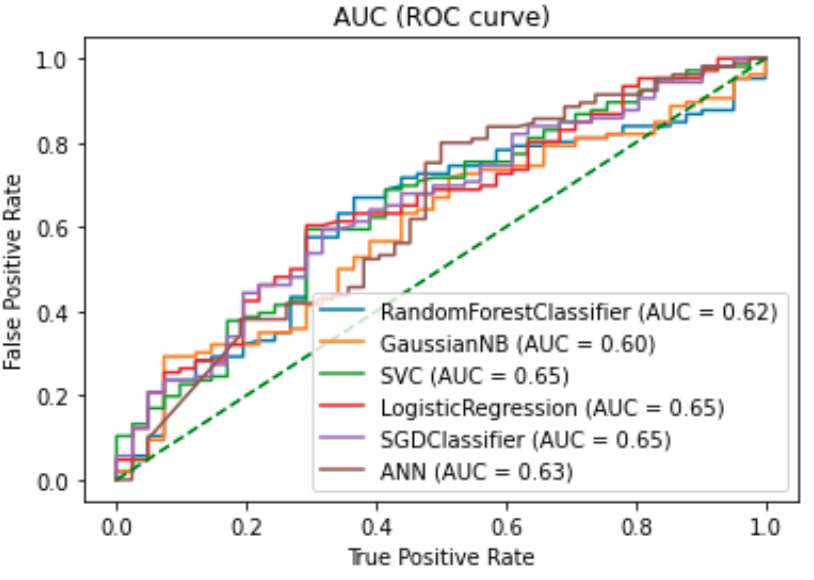 AUC (ROC curve)
1.0
0.8
0.6
0.4
0.2
0.0
False Positive Rate
RandomForestClassifier (AUC = 0.62)
GaussianNB (AUC = 0.60)
SVC (AUC = 0.65)
LogisticRegression (AUC = 0.65)
SGDClassifier (AUC = 0.65)
ANN (AUC = 0.63)
0.0 0.2 0.4 0.6 0.8 1.0
True Positive Rate